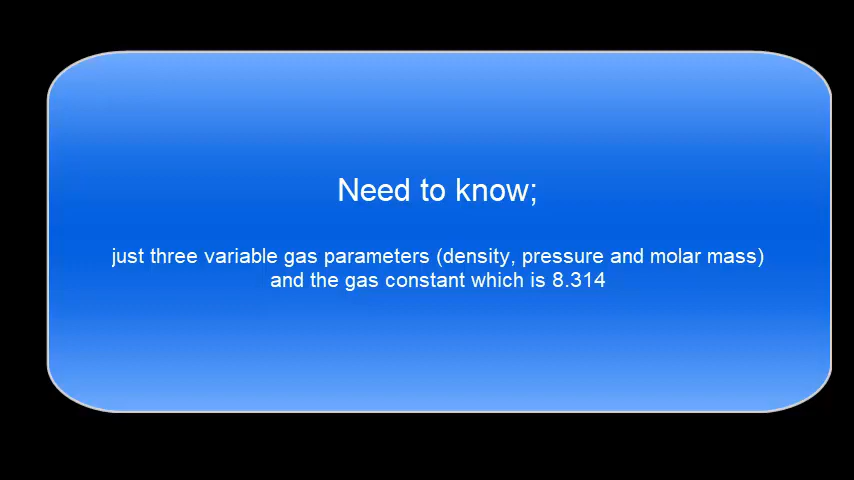 Need to know;
just three variable gas parameters (density, pressure and molar mass)
and the gas constant which is 8.314